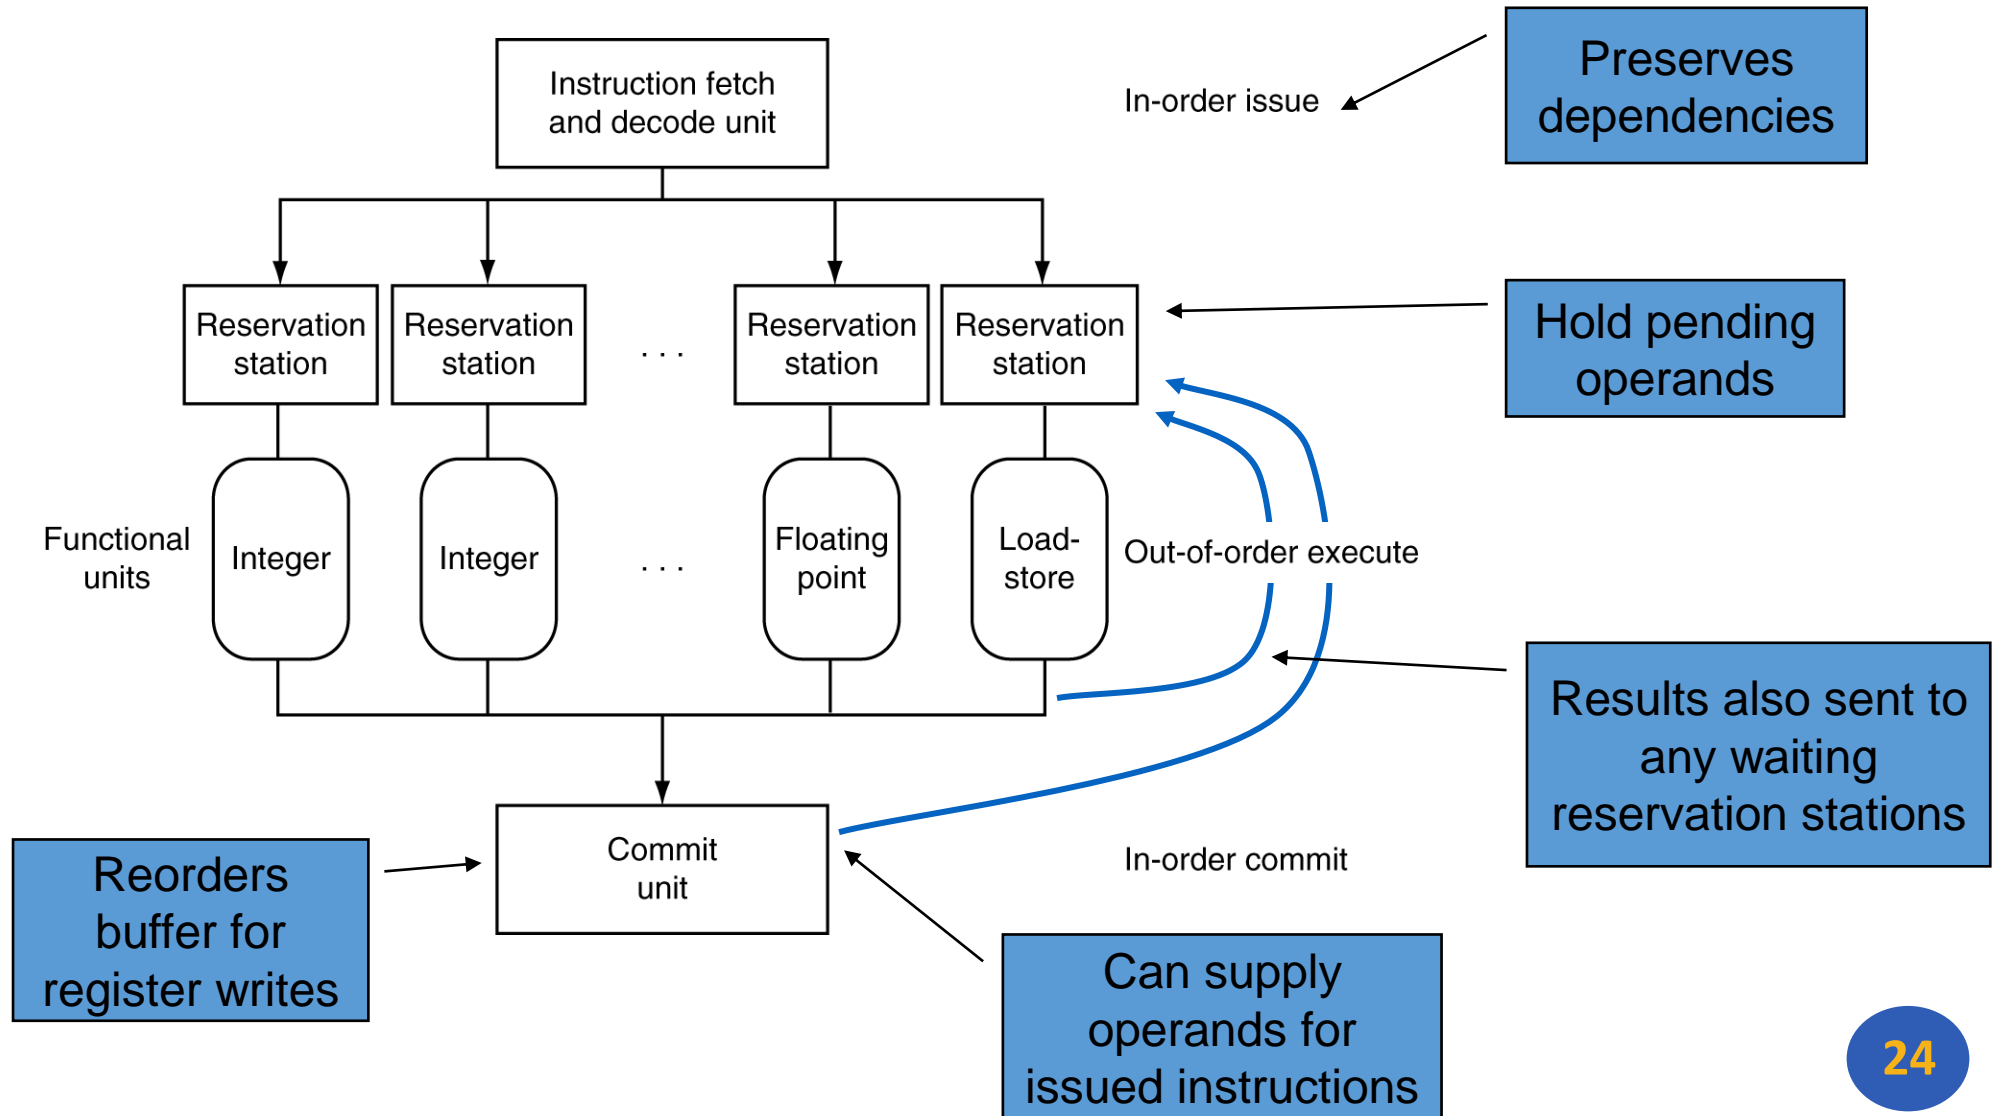 Instruction fetch
and decode unit
In-order issue
Preserves
dependencies
Reservation
station
Reservation
station
. . .
Reservation
station
Reservation
station
Hold pending
operands
Functional
units
Integer
Integer
. . .
Floating
point
Load-
store
Out-of-order execute
Results also sent to
any waiting
reservation stations
Commit
unit
In-order commit
Reorders
buffer for
register writes
Can supply
operands for
issued instructions
24